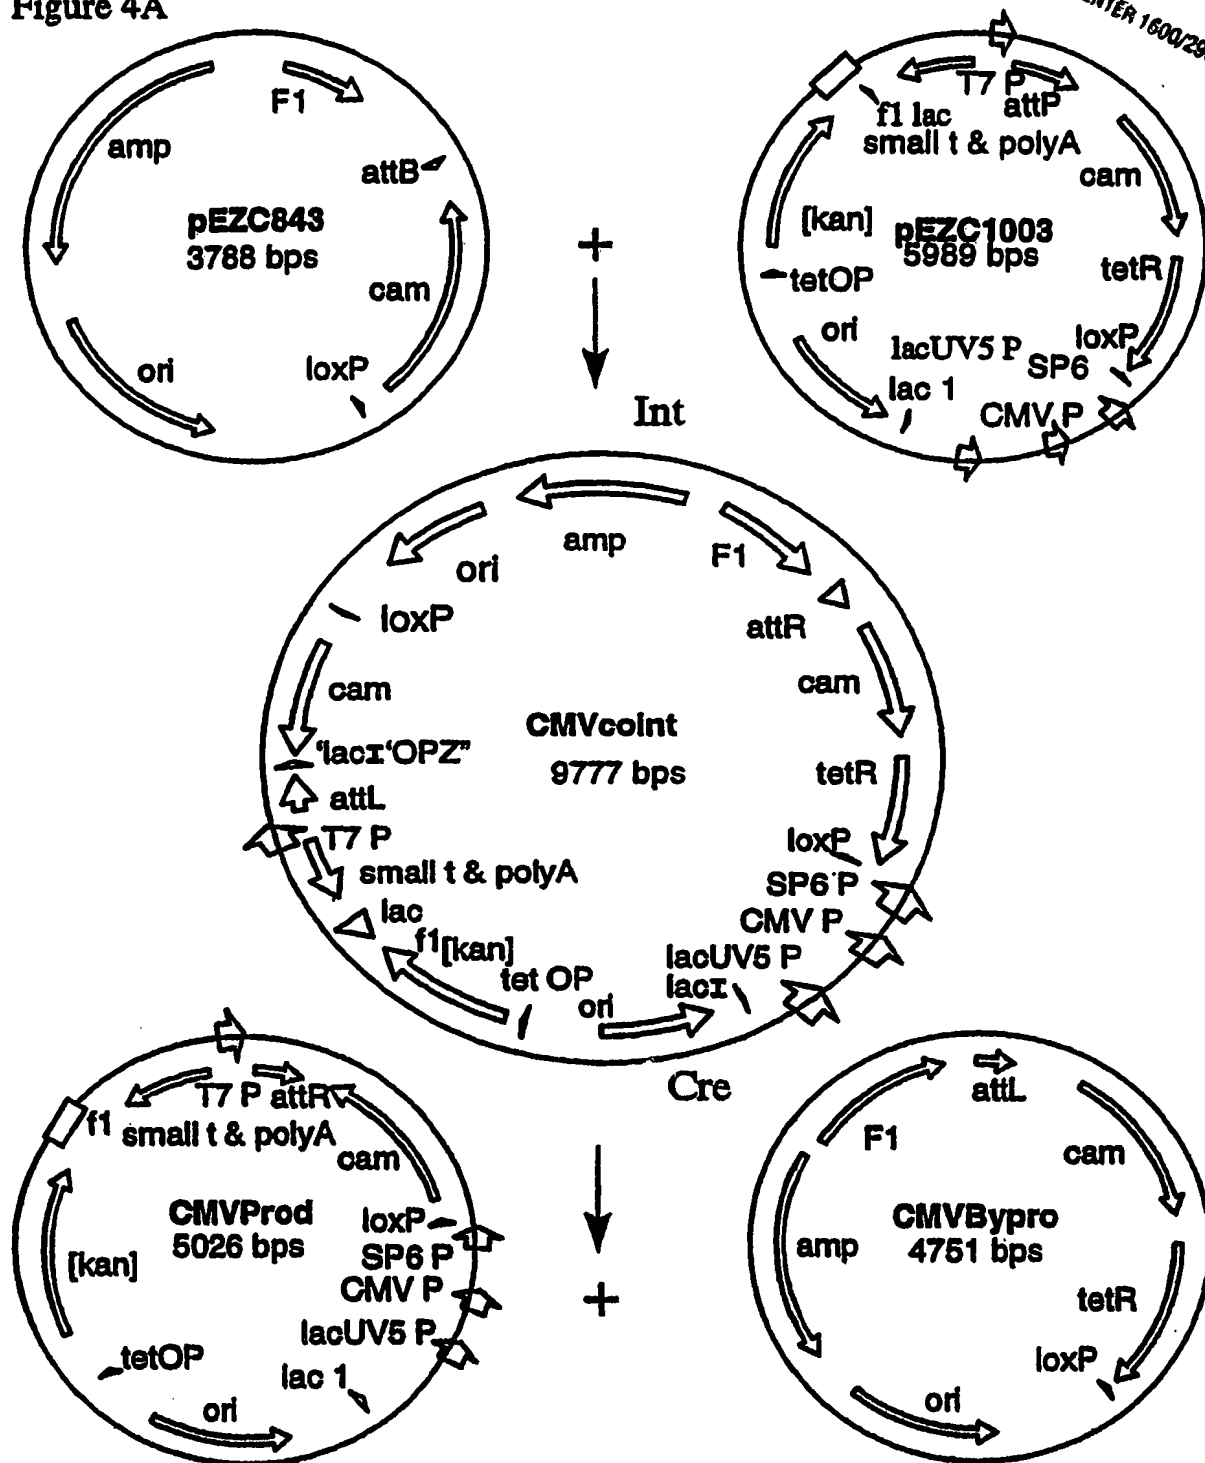 Figure 4A
ENTER 1600/29
F1
amp
attB
pEZC843
3788 bps
cam
ori
loxP
+
T7 P
attP
f1 lac
small t & polyA
cam
[kan]
pEZC1003
5989 bps
tetR
tetOP
ori
lacUV5 P
loxP
SP6
lac 1
CMV P
Int
amp
F1
ori
attR
loxP
cam
cam
CMVcoint
9777 bps
'lacI'OPZ"
tetR
attL
T7 P
loxP
small t & polyA
SP6 P
lac
CMV P
f1
[kan]
lacUV5 P
tet OP
lacI
ori
Cre
T7 P
attR
f1
small t & polyA
cam
CMVProd
5026 bps
loxP
SP6 P
[kan]
CMV P
lacUV5 P
tetOP
lac 1
ori
+
attL
F1
cam
CMVBypro
4751 bps
amp
tetR
loxP
ori